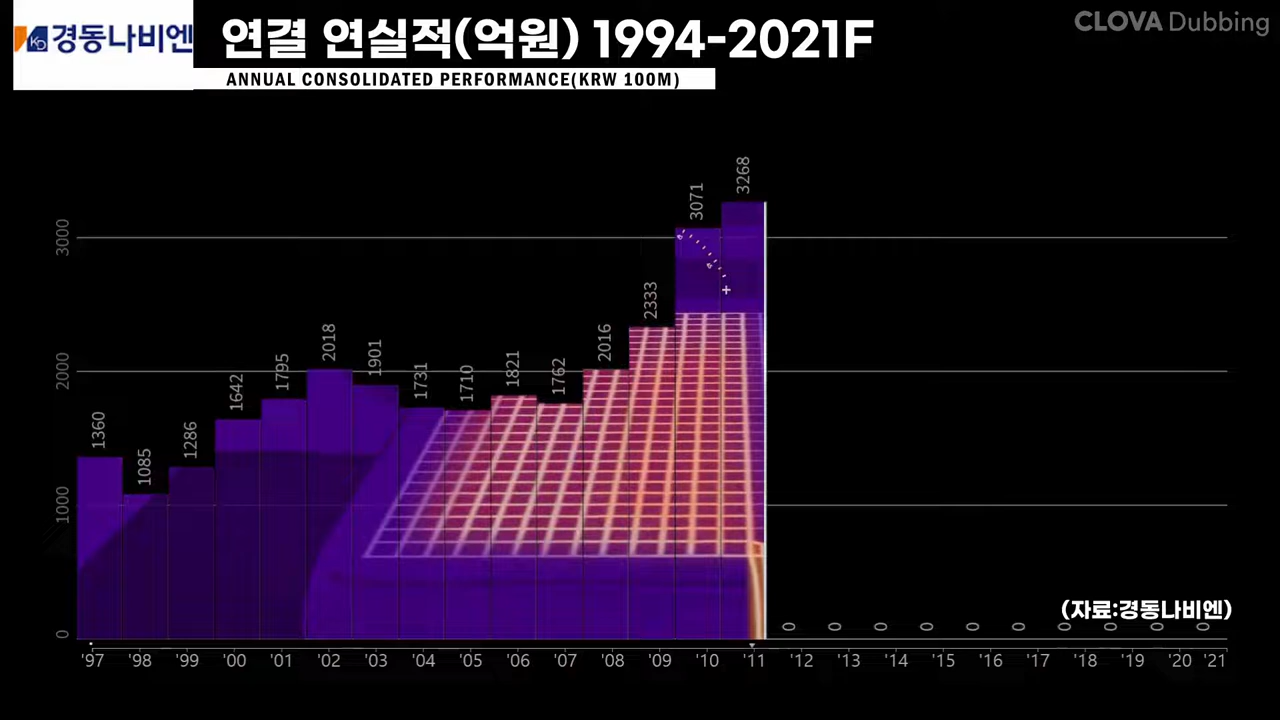 KD 경동나비엔
연결 연실적(억원) 1994-2021F
ANNUAL CONSOLIDATED PERFORMANCE(KRW 100M)
CLOVA Dubbing
3268
3071
3000
2333
2018
2016
2000
1901
1795
1821
1762
1731
1710
1642
1360
1286
1085
1000
(자료:경동나비엔)
0
0 0 0 0 0 0 0 0 0 0
'97 '98 '99 '00 '01 '02 '03 '04 '05 '06 '07 '08 '09 '10 '11 '12 '13 '14 '15 '16 '17 '18 '19 '20 '21